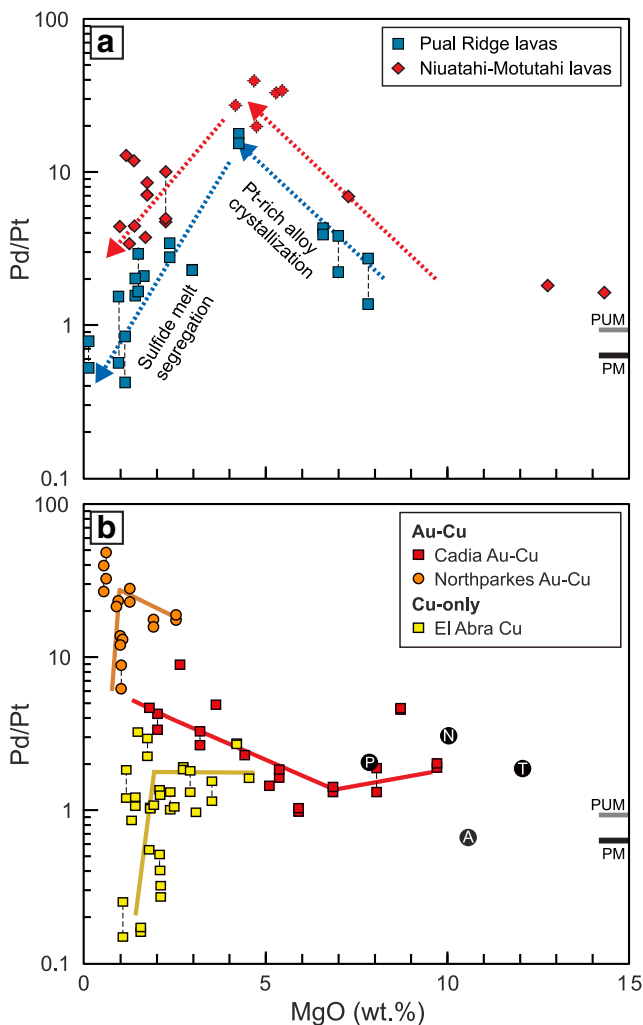 a
Pual Ridge lavas
Niuatahi-Motutahi lavas
100
10
1
0.1
Pd/Pt
Pt-rich alloy
crystallization
Sulfide melt
segregation
PUM
PM
b
Au-Cu
Cadia Au-Cu
Northparkes Au-Cu
Cu-only
El Abra Cu
100
10
1
0.1
Pd/Pt
P
N
T
A
PUM
PM
0
5
10
15
MgO (wt.%)